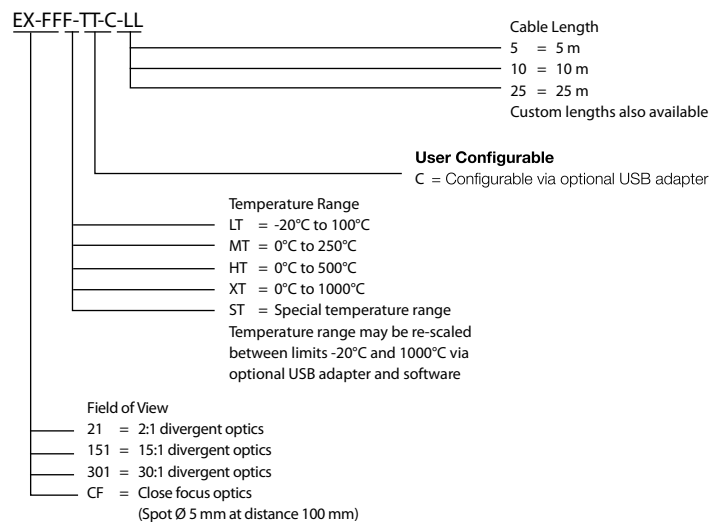 EX-FFF-TT-C-LL
Cable Length
5 = 5 m
10 = 10 m
25 = 25 m
Custom lengths also available
User Configurable
C = Configurable via optional USB adapter
Temperature Range
LT = -20°C to 100°C
MT = 0°C to 250°C
HT = 0°C to 500°C
XT = 0°C to 1000°C
ST = Special temperature range
Temperature range may be re-scaled
between limits -20°C and 1000°C via
optional USB adapter and software
Field of View
21 = 2:1 divergent optics
151 = 15:1 divergent optics
301 = 30:1 divergent optics
CF = Close focus optics
(Spot Ø 5 mm at distance 100 mm)